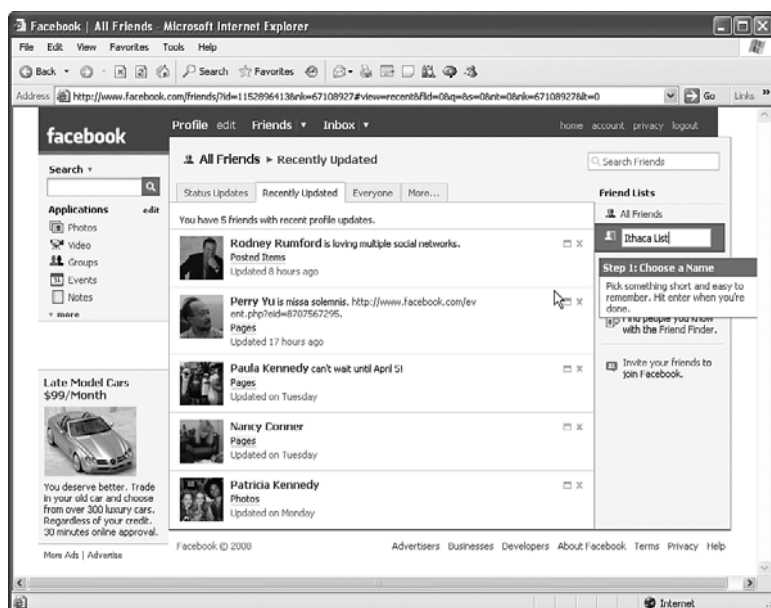 Facebook | All Friends - Microsoft Internet Explorer
File Edit View Favorites Tools Help
Back Search Favorites
Address http://www.facebook.com/friends/?id=1152896413&nk=67108927#view=recent&flid=0&q=&s=0&nt=0&nk=67108927&lt=0 Go Links »
facebook
Profile edit Friends Inbox
home account privacy logout
Search
Applications edit
Photos
Video
Groups
Events
Notes
more
Late Model Cars
$99/Month
You deserve better. Trade
in your old car and choose
from over 300 luxury cars.
Regardless of your credit.
30 minutes online approval.
More Ads | Advertise
All Friends ▸ Recently Updated
Search Friends
Status Updates Recently Updated Everyone More...
You have 5 friends with recent profile updates.
Rodney Rumford is loving multiple social networks.
Posted Items
Updated 8 hours ago
Perry Yu is missa solemnis. http://www.facebook.com/ev
ent.php?eid=8707567295.
Pages
Updated 17 hours ago
Paula Kennedy can't wait until April 5!
Pages
Updated on Tuesday
Nancy Conner
Pages
Updated on Tuesday
Patricia Kennedy
Photos
Updated on Monday
Friend Lists
All Friends
Ithaca List
Step 1: Choose a Name
Pick something short and easy to
remember. Hit enter when you're
done.
Find people you know
with the Friend Finder.
Invite your friends to
join Facebook.
Facebook © 2008
Advertisers Businesses Developers About Facebook Terms Privacy Help
Internet